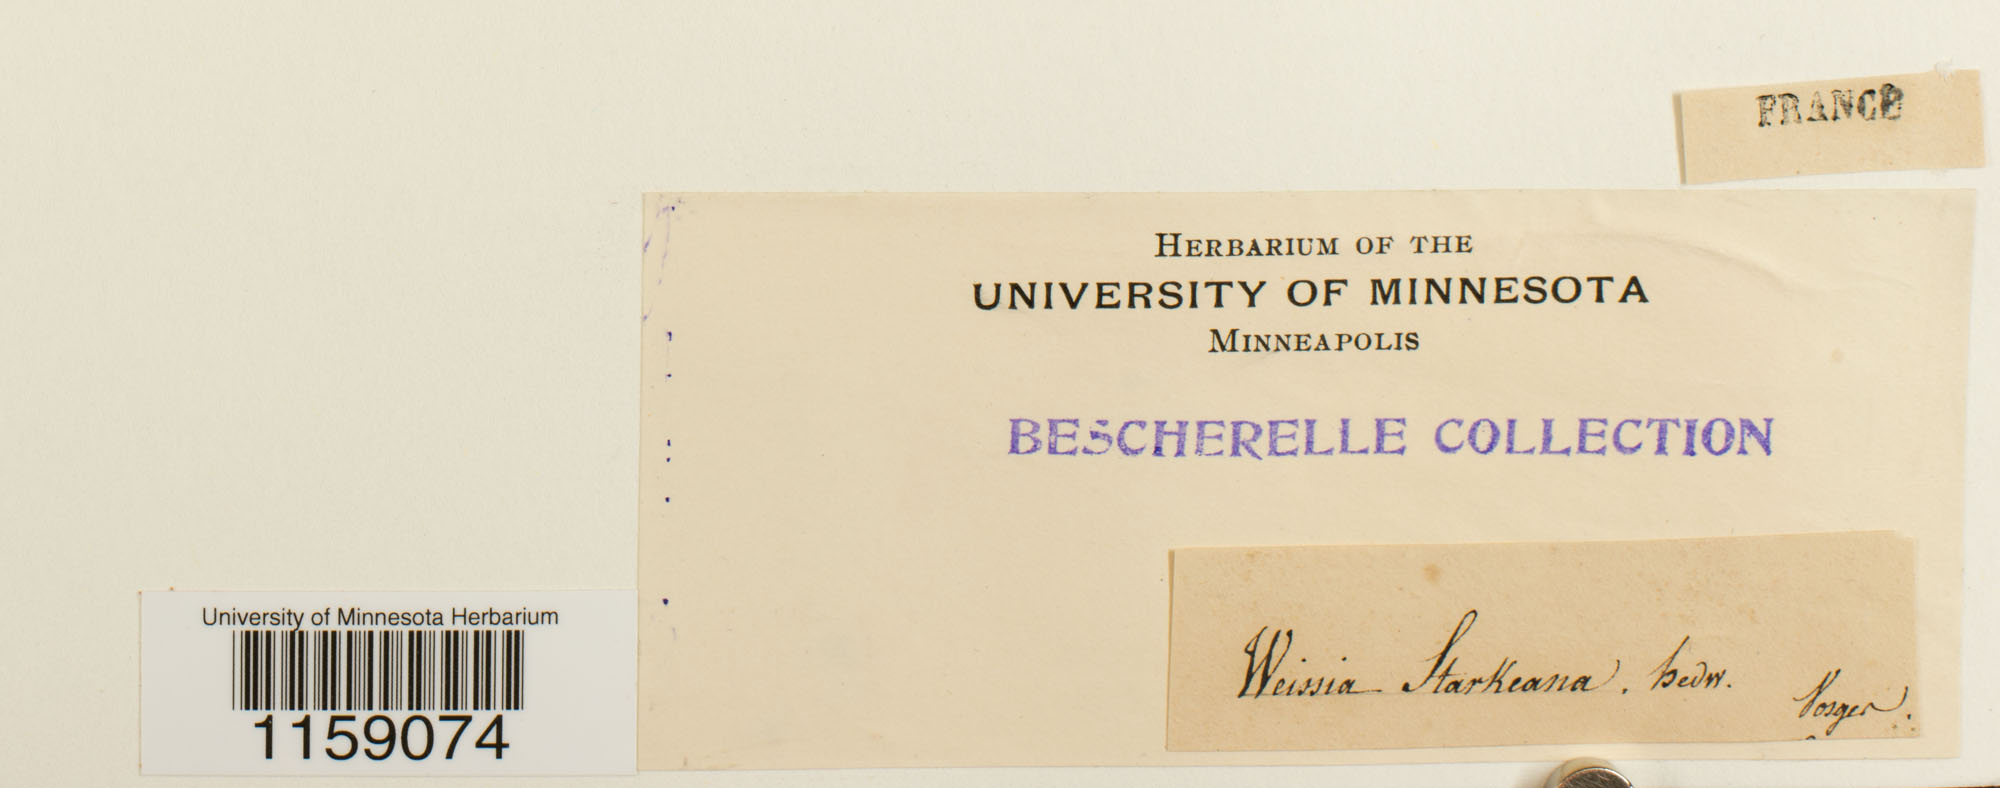 FRANCE
HERBARIUM OF THE
UNIVERSITY OF MINNESOTA
MINNEAPOLIS
BESCHERELLE COLLECTION
Weissia Starkeana. hedw.
Vosges.
University of Minnesota Herbarium
1159074